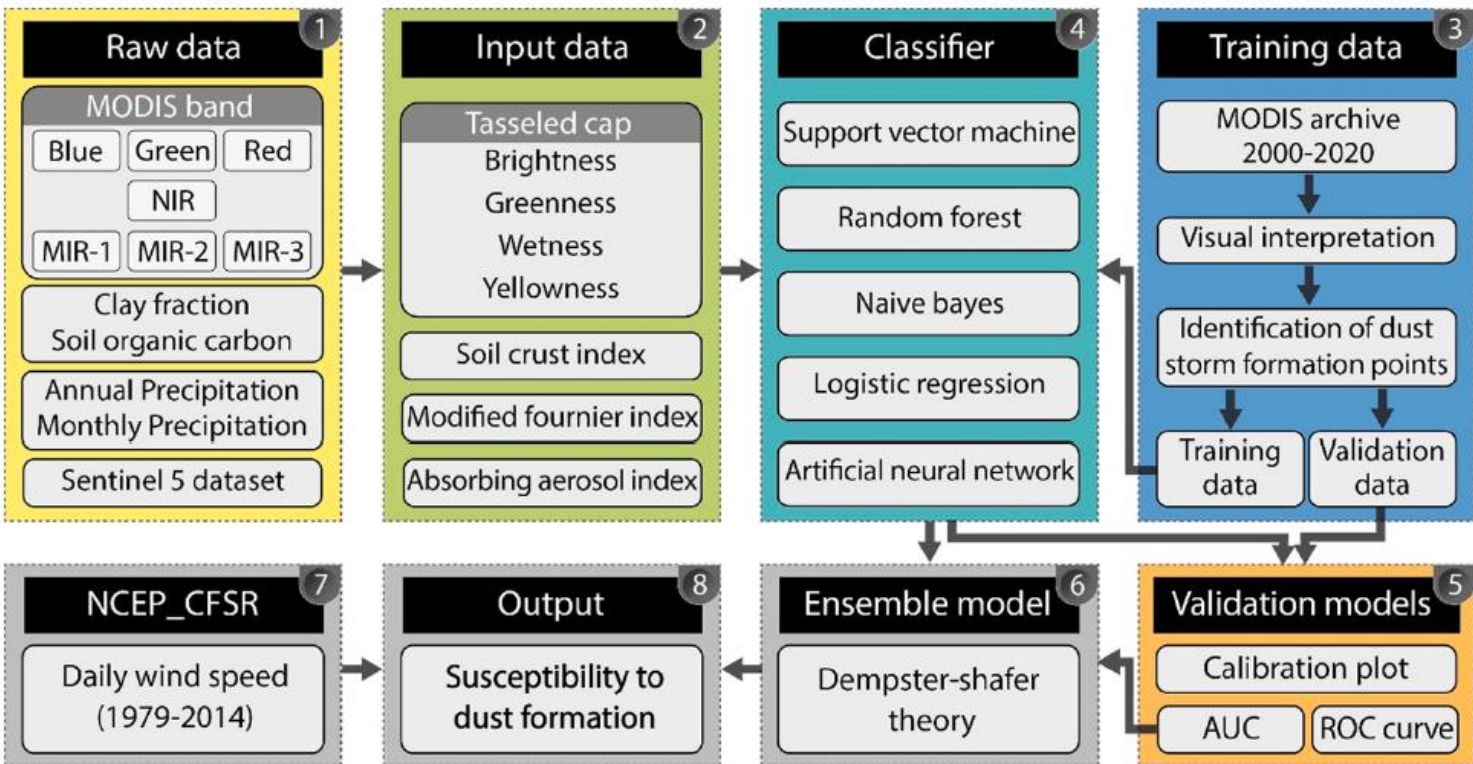 1
Raw data
MODIS band
Blue
Green
Red
NIR
MIR-1
MIR-2
MIR-3
Clay fraction
Soil organic carbon
Annual Precipitation
Monthly Precipitation
Sentinel 5 dataset
2
Input data
Tasseled cap
Brightness
Greenness
Wetness
Yellowness
Soil crust index
Modified fournier index
Absorbing aerosol index
4
Classifier
Support vector machine
Random forest
Naive bayes
Logistic regression
Artificial neural network
3
Training data
MODIS archive
2000-2020
Visual interpretation
Identification of dust
storm formation points
Training
data
Validation
data
7
NCEP_CFSR
Daily wind speed
(1979-2014)
8
Output
Susceptibility to
dust formation
6
Ensemble model
Dempster-shafer
theory
5
Validation models
Calibration plot
AUC
ROC curve